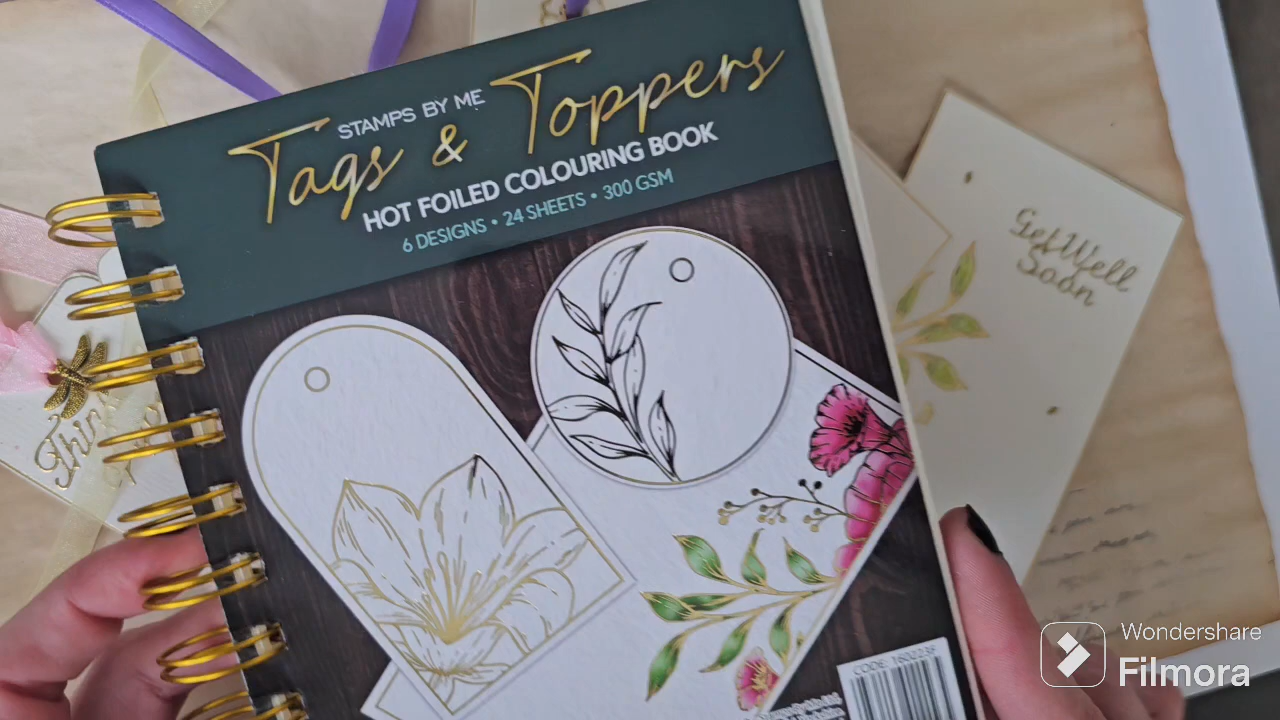 STAMPS BY ME
Tags & Toppers
HOT FOILED COLOURING BOOK
6 DESIGNS • 24 SHEETS • 300 GSM
Get Well
Soon
Wondershare
Filmora